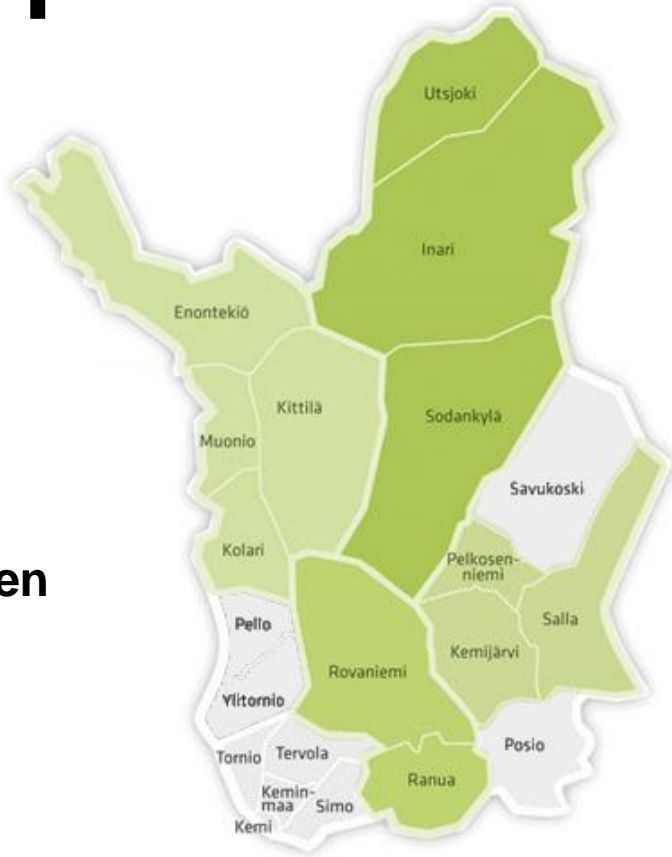 Utsjoki
Inari
Enontekiö
Kittilä
Sodankylä
Muonio
Savukoski
Kolari
Pelkosen-
niemi
en
Salla
Pello
Kemijärvi
Rovaniemi
Ylitornio
Tornio
Tervola
Posio
Ranua
Kemin-
maa
Simo
Kemi